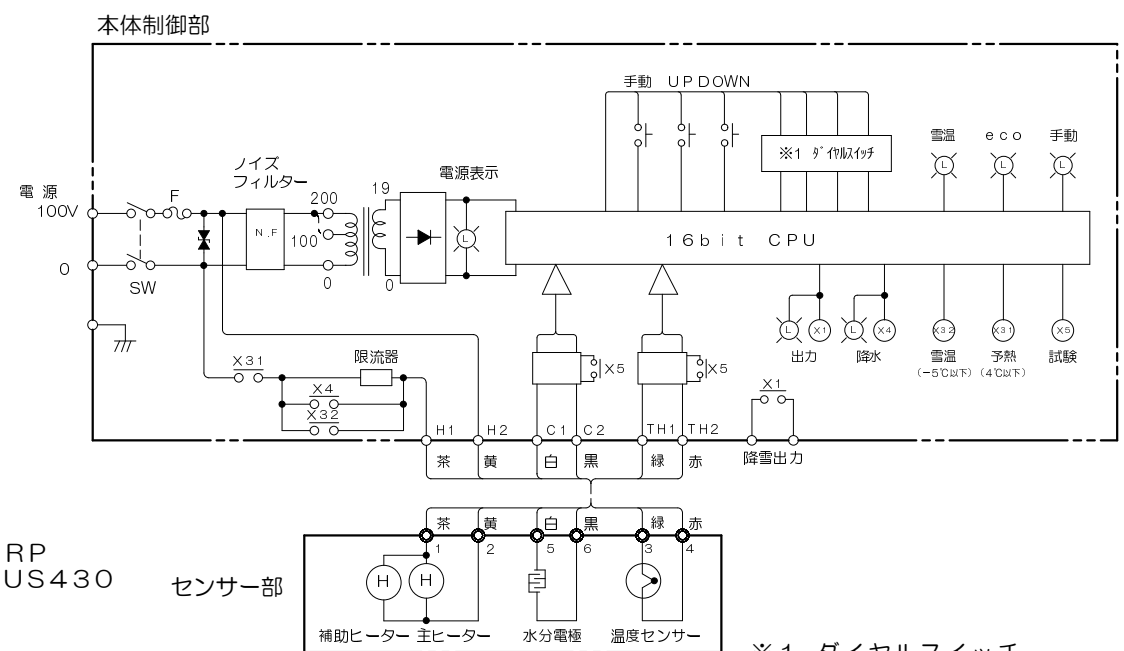 本体制御部
手動 UP DOWN
※1 ダイヤルスイッチ
雪温 eco 手動
L L L
ノイズ
フィルター
電源表示
電源
100V
F
200
19
N.F
100
L
16bit CPU
0
SW
0
0
L X1 L X4 X32 X31 X5
出力 降水 雪温 予熱 試験
(−5℃以下) (4℃以下)
X31
限流器
X4
X32
X5 X5
X1
H1 H2 C1 C2 TH1 TH2
茶 黄 白 黒 緑 赤
降雪出力
茶 黄 白 黒 緑 赤
1 2 5 6 3 4
RP
US430
センサー部
H H
補助ヒーター 主ヒーター 水分電極 温度センサー
※1 ダイヤルスイッチ